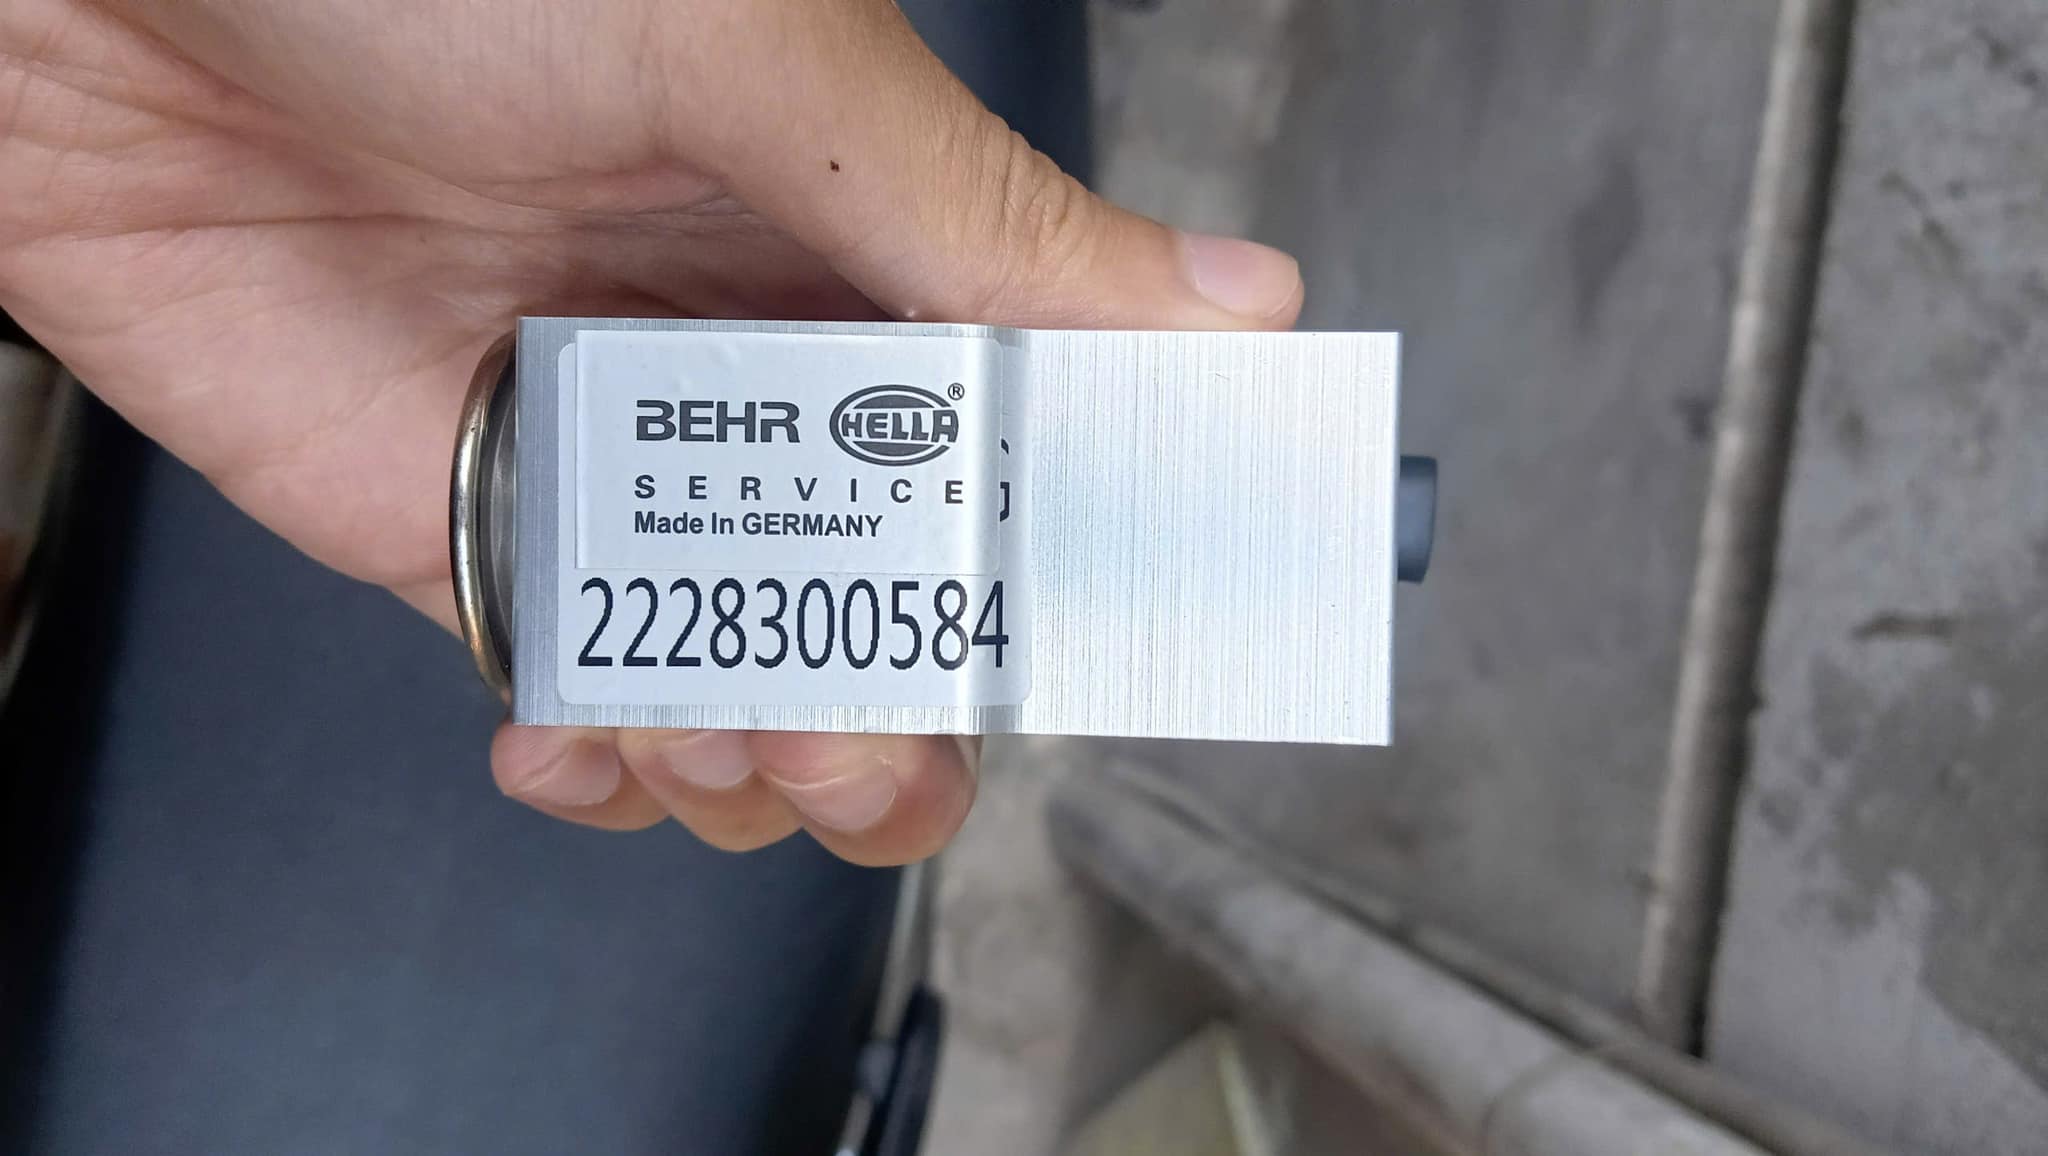 BEHR HELLA®
SERVICE
Made In GERMANY
2228300584